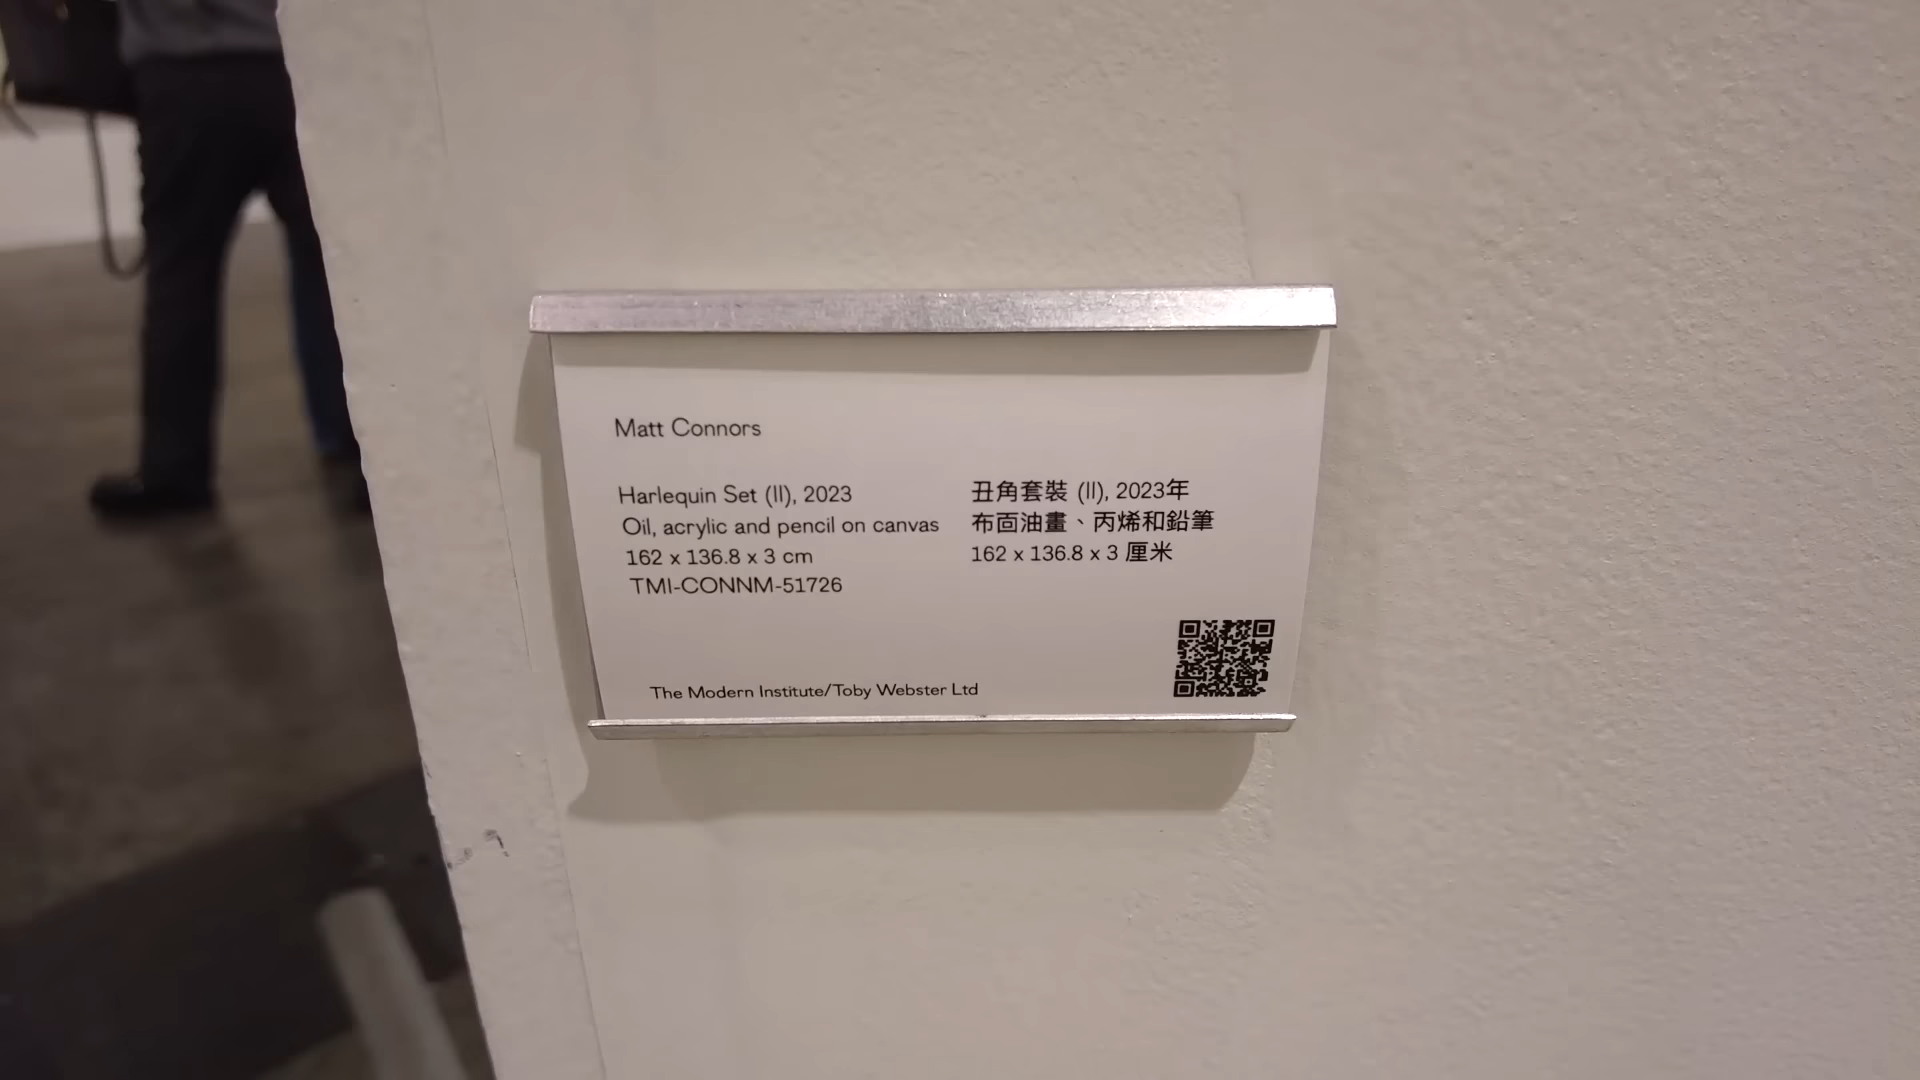 Matt Connors
Harlequin Set (II), 2023
Oil, acrylic and pencil on canvas
162 x 136.8 x 3 cm
TMI-CONNM-51726
丑角套裝 (II), 2023年
布面油畫、丙烯和鉛筆
162 x 136.8 x 3 厘米
The Modern Institute/Toby Webster Ltd